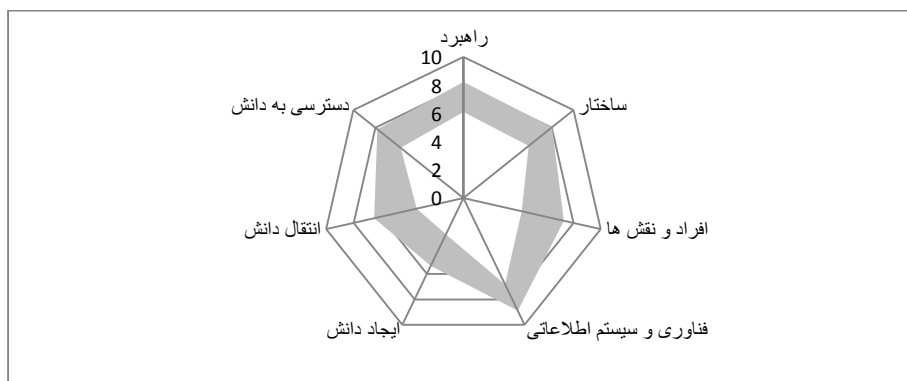 راهبرد
10
8
6
4
2
0
ساختار
دسترسی به دانش
افراد و نقش ها
انتقال دانش
فناوری و سیستم اطلاعاتی
ایجاد دانش